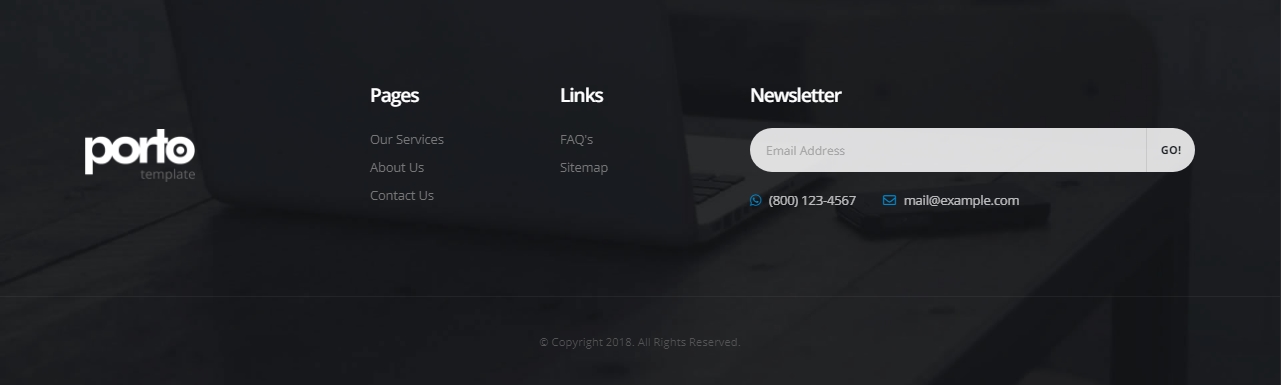 porto
template
Pages
Our Services
About Us
Contact Us
Links
FAQ's
Sitemap
Newsletter
Email Address GO!
(800) 123-4567 mail@example.com
© Copyright 2018. All Rights Reserved.